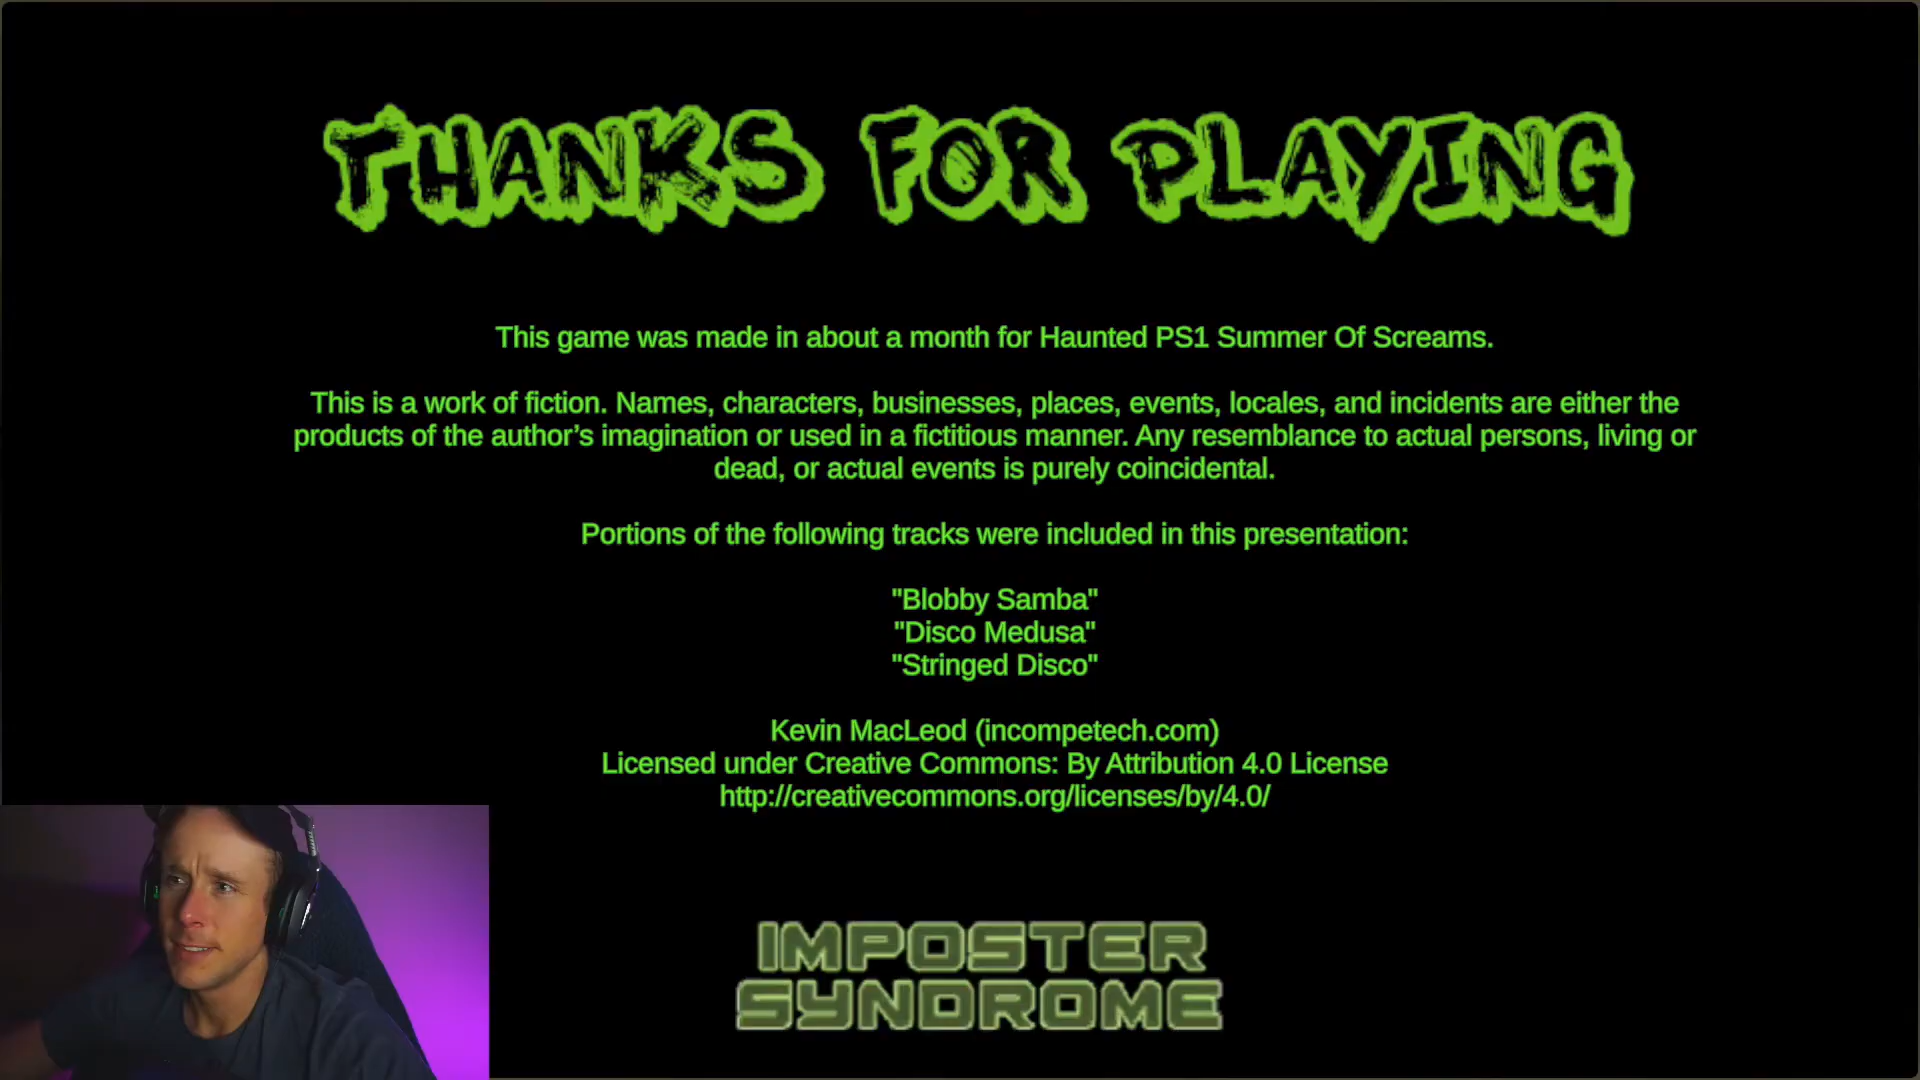 THANKS FOR PLAYING
This game was made in about a month for Haunted PS1 Summer Of Screams.
This is a work of fiction. Names, characters, businesses, places, events, locales, and incidents are either the
products of the author’s imagination or used in a fictitious manner. Any resemblance to actual persons, living or
dead, or actual events is purely coincidental.
Portions of the following tracks were included in this presentation:
"Blobby Samba"
"Disco Medusa"
"Stringed Disco"
Kevin MacLeod (incompetech.com)
Licensed under Creative Commons: By Attribution 4.0 License
http://creativecommons.org/licenses/by/4.0/
IMPOSTER
SYNDROME